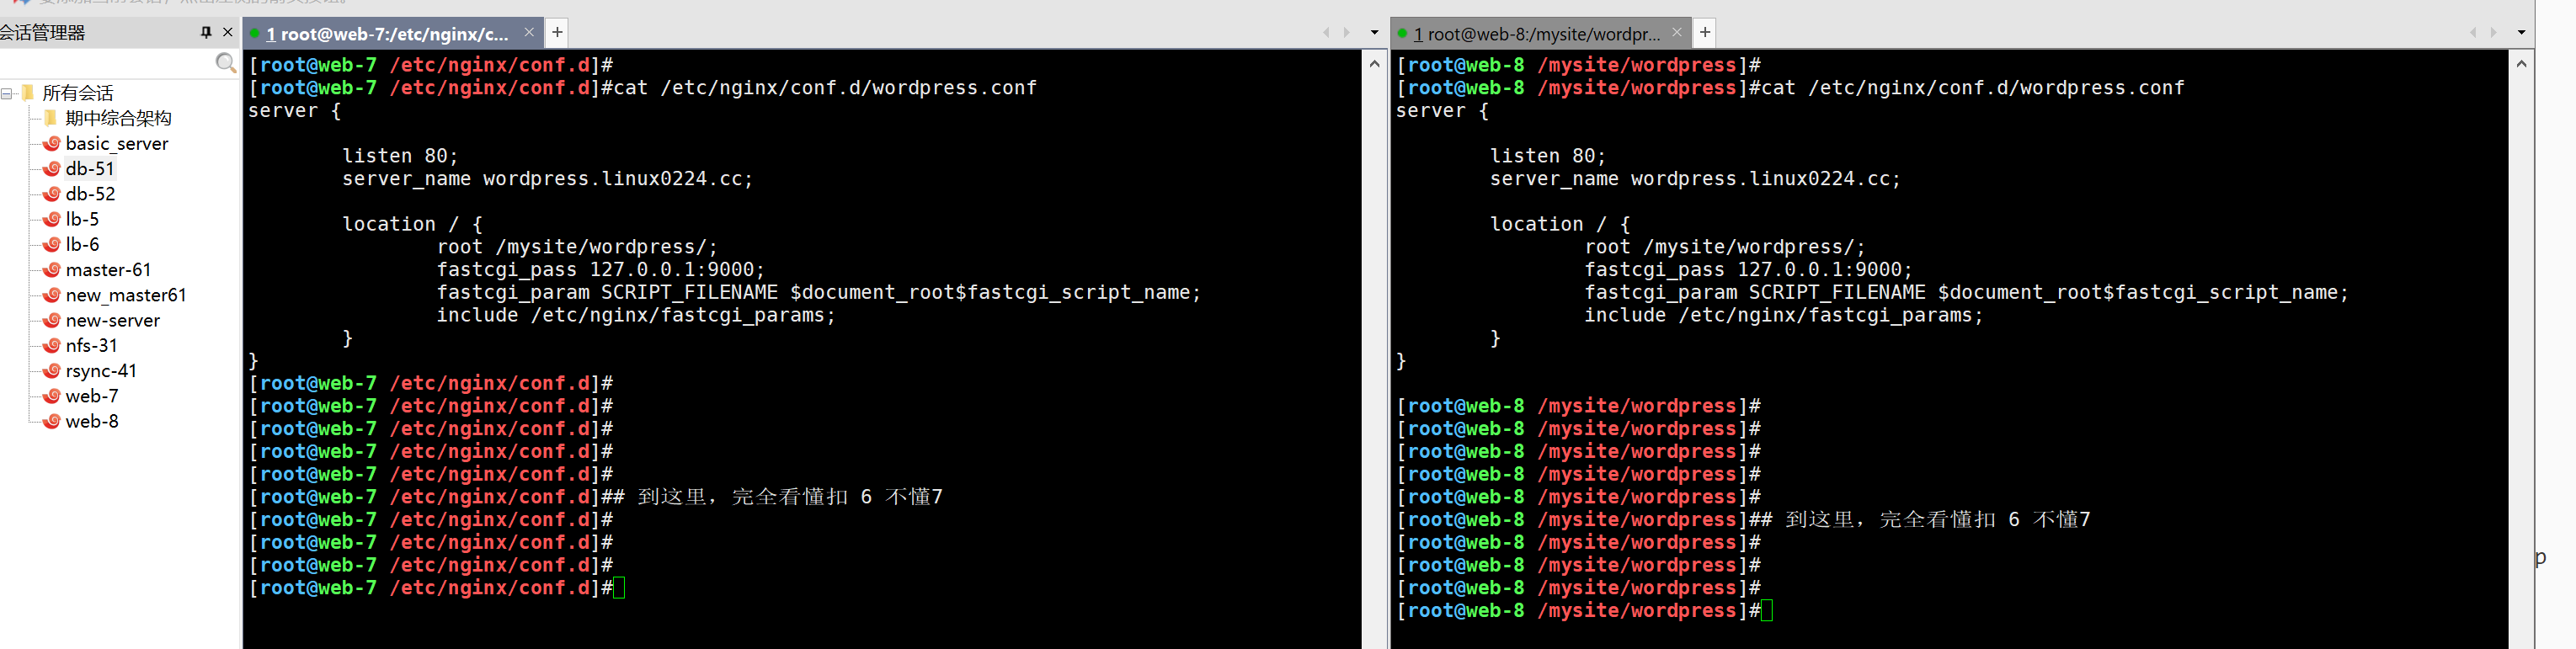 会话管理器
所有会话
期中综合架构
basic_server
db-51
db-52
lb-5
lb-6
master-61
new_master61
new-server
nfs-31
rsync-41
web-7
web-8
1 root@web-7:/etc/nginx/c...
[root@web-7 /etc/nginx/conf.d]#
[root@web-7 /etc/nginx/conf.d]#cat /etc/nginx/conf.d/wordpress.conf
server {
listen 80;
server_name wordpress.linux0224.cc;
location / {
root /mysite/wordpress/;
fastcgi_pass 127.0.0.1:9000;
fastcgi_param SCRIPT_FILENAME $document_root$fastcgi_script_name;
include /etc/nginx/fastcgi_params;
}
}
[root@web-7 /etc/nginx/conf.d]#
[root@web-7 /etc/nginx/conf.d]#
[root@web-7 /etc/nginx/conf.d]#
[root@web-7 /etc/nginx/conf.d]#
[root@web-7 /etc/nginx/conf.d]#
[root@web-7 /etc/nginx/conf.d]## 到这里，完全看懂扣 6 不懂7
[root@web-7 /etc/nginx/conf.d]#
[root@web-7 /etc/nginx/conf.d]#
[root@web-7 /etc/nginx/conf.d]#
[root@web-7 /etc/nginx/conf.d]#
1 root@web-8:/mysite/wordpr...
[root@web-8 /mysite/wordpress]#
[root@web-8 /mysite/wordpress]#cat /etc/nginx/conf.d/wordpress.conf
server {
listen 80;
server_name wordpress.linux0224.cc;
location / {
root /mysite/wordpress/;
fastcgi_pass 127.0.0.1:9000;
fastcgi_param SCRIPT_FILENAME $document_root$fastcgi_script_name;
include /etc/nginx/fastcgi_params;
}
}
[root@web-8 /mysite/wordpress]#
[root@web-8 /mysite/wordpress]#
[root@web-8 /mysite/wordpress]#
[root@web-8 /mysite/wordpress]#
[root@web-8 /mysite/wordpress]#
[root@web-8 /mysite/wordpress]## 到这里，完全看懂扣 6 不懂7
[root@web-8 /mysite/wordpress]#
[root@web-8 /mysite/wordpress]#
[root@web-8 /mysite/wordpress]#
[root@web-8 /mysite/wordpress]#
p